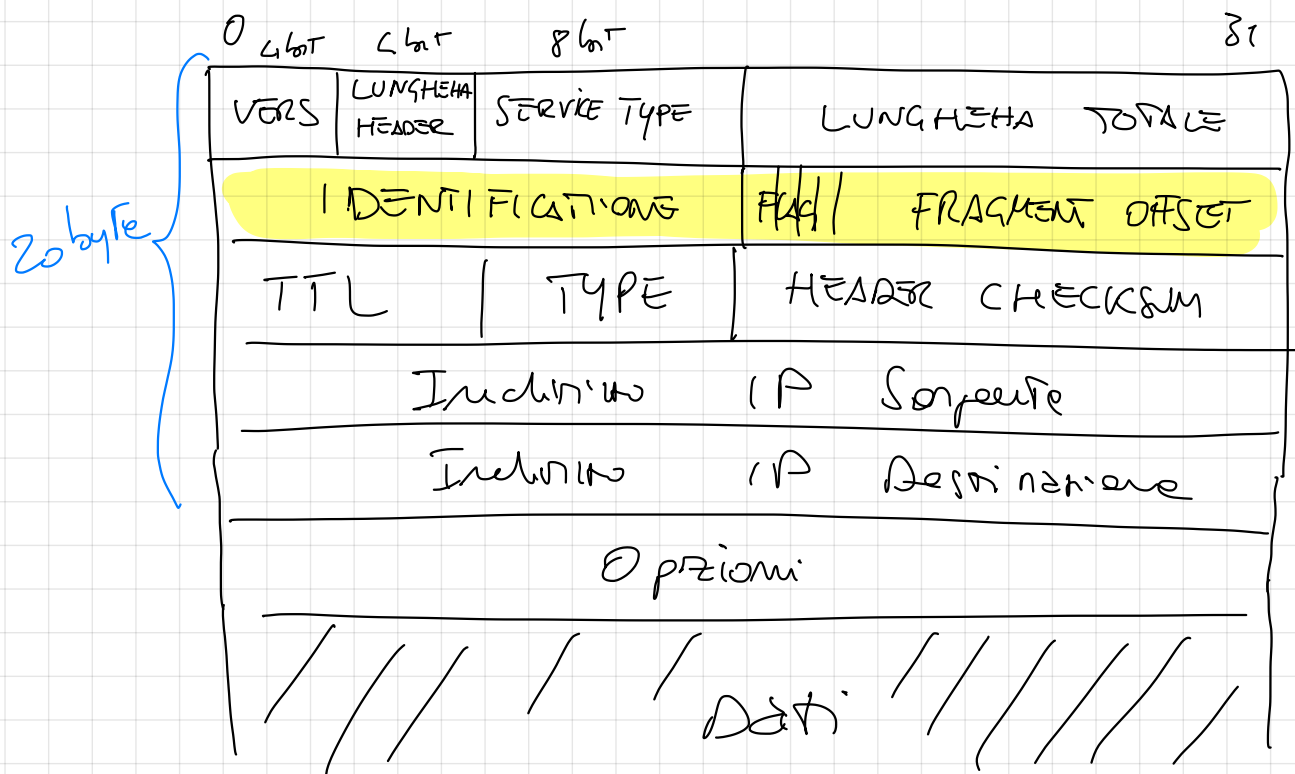 0 4 bit 4 bit 8 bit 31
VERS LUNGHEZZA HEADER SERVICE TYPE LUNGHEZZA TOTALE
20 byte
IDENTIFICATIONE FLAG FRAGMENT OFFSET
TTL TYPE HEADER CHECKSUM
Indirizzo IP Sorgente
Indirizzo IP Destinazione
Opzioni
Dati